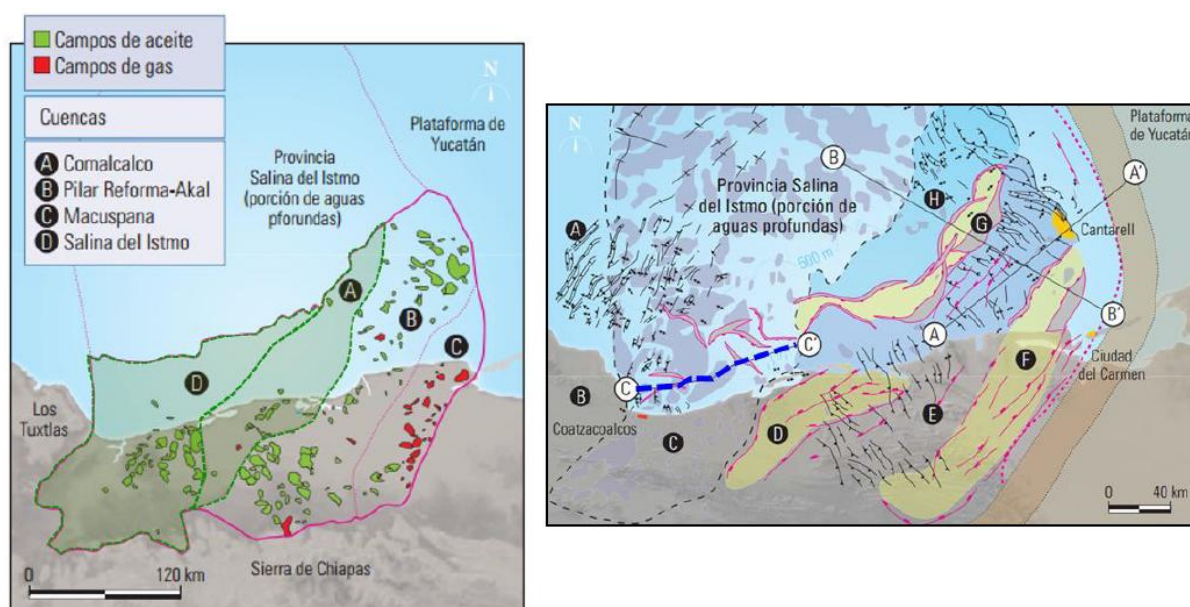 Campos de aceite
Campos de gas
Cuencas
A Comalcalco
B Pilar Reforma-Akal
C Macuspana
D Salina del Istmo
N
Plataforma de
Yucatán
Provincia
Salina del Istmo
(porción de
aguas pforundas)
A
B
C
D
Los
Tuxtlas
0 120 km
Sierra de Chiapas
N
Plataforma
de Yucatán
B
A'
Provincia Salina
del Istmo (porción de
aguas profundas)
H
G
A
Cantarell
500 m
B'
C'
A
Ciudad
del Carmen
F
C
B
Coatzacoalcos
C
D
E
0 40 km